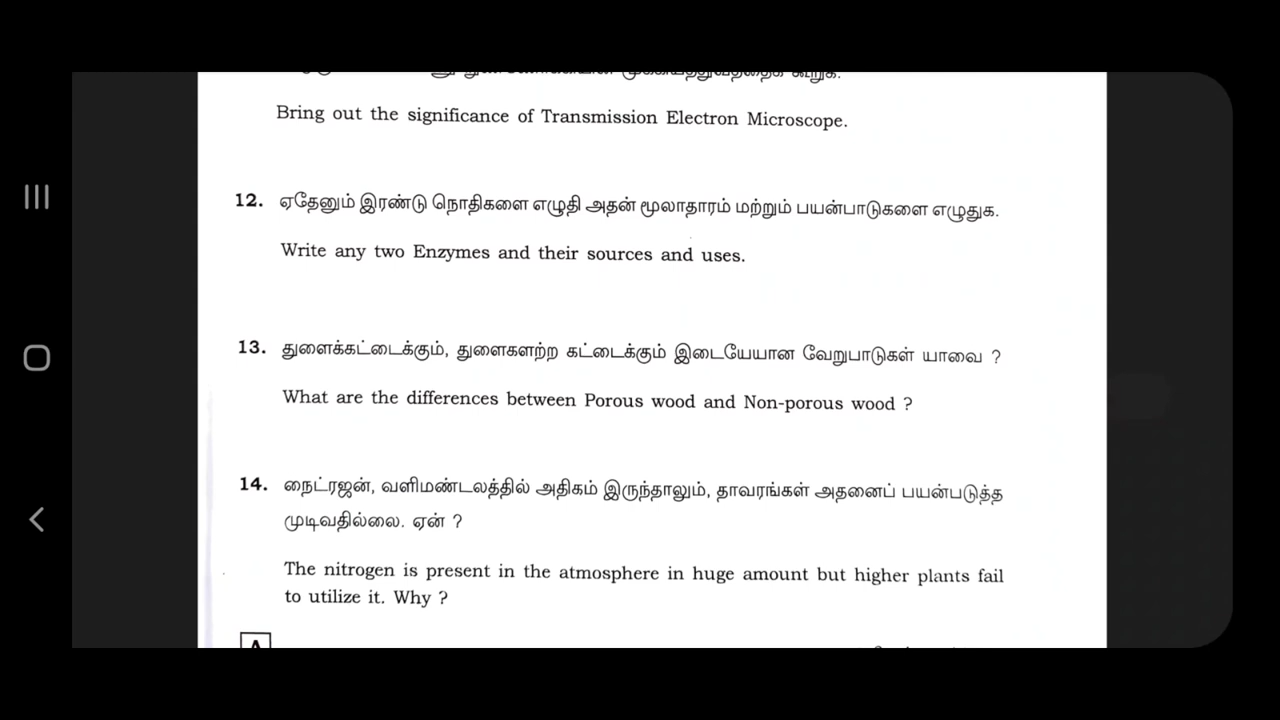 Bring out the significance of Transmission Electron Microscope.
12. ஏதேனும் இரண்டு நொதிகளை எழுதி அதன் மூலாதாரம் மற்றும் பயன்பாடுகளை எழுதுக.
Write any two Enzymes and their sources and uses.
13. துளைக்கட்டைக்கும், துளைகளற்ற கட்டைக்கும் இடையேயான வேறுபாடுகள் யாவை ?
What are the differences between Porous wood and Non-porous wood ?
14. நைட்ரஜன், வளிமண்டலத்தில் அதிகம் இருந்தாலும், தாவரங்கள் அதனைப் பயன்படுத்த
முடிவதில்லை. ஏன் ?
The nitrogen is present in the atmosphere in huge amount but higher plants fail
to utilize it. Why ?
A